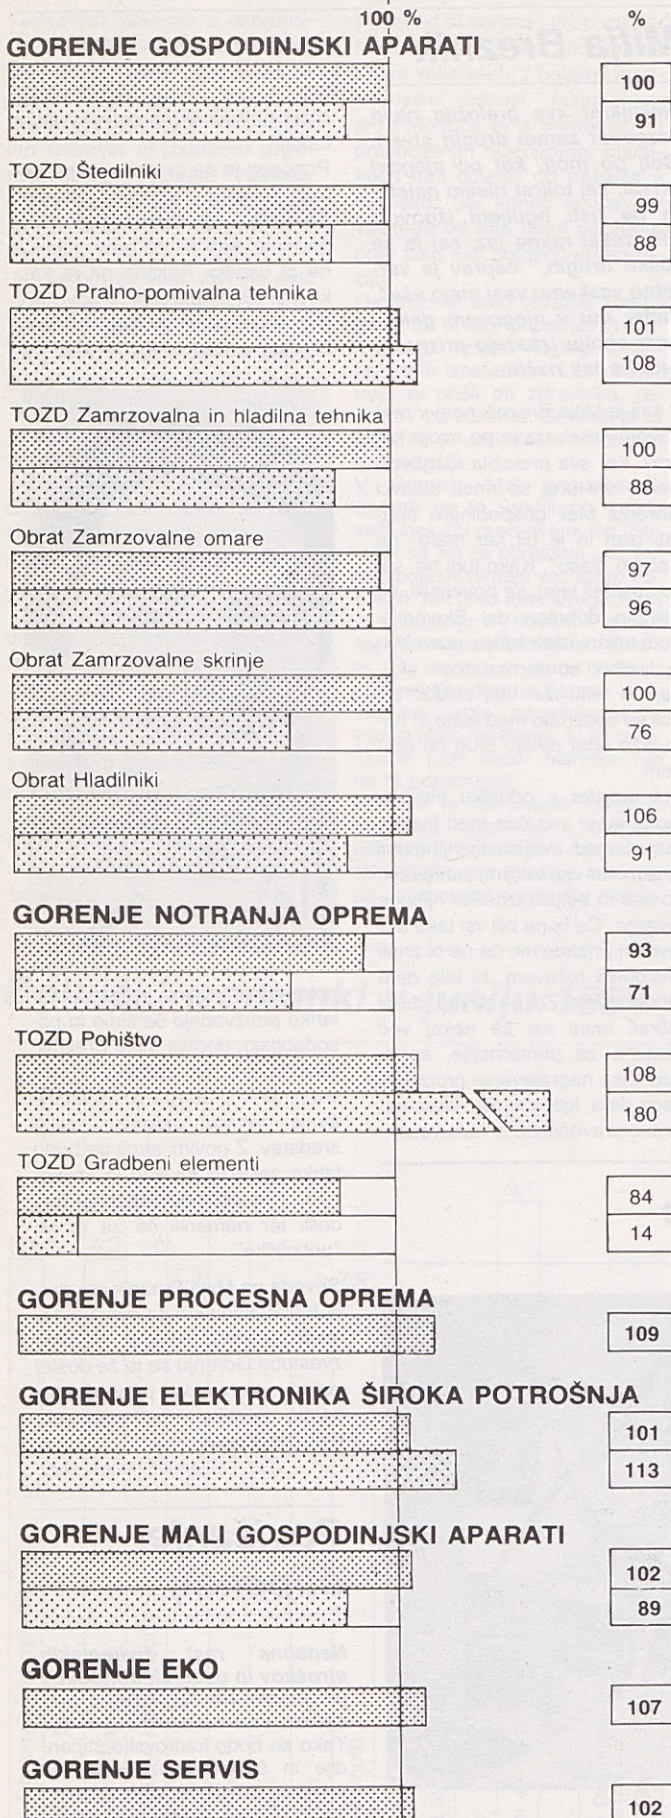 100 % %
GORENJE GOSPODINJSKI APARATI
100
91
TOZD Štedilniki
99
88
TOZD Pralno-pomivalna tehnika
101
108
TOZD Zamrzovalna in hladilna tehnika
100
88
Obrat Zamrzovalne omare
97
96
Obrat Zamrzovalne skrinje
100
76
Obrat Hladilniki
106
91
GORENJE NOTRANJA OPREMA
93
71
TOZD Pohištvo
108
180
TOZD Gradbeni elementi
84
14
GORENJE PROCESNA OPREMA
109
GORENJE ELEKTRONIKA ŠIROKA POTROŠNJA
101
113
GORENJE MALI GOSPODINJSKI APARATI
102
89
GORENJE EKO
107
GORENJE SERVIS
102